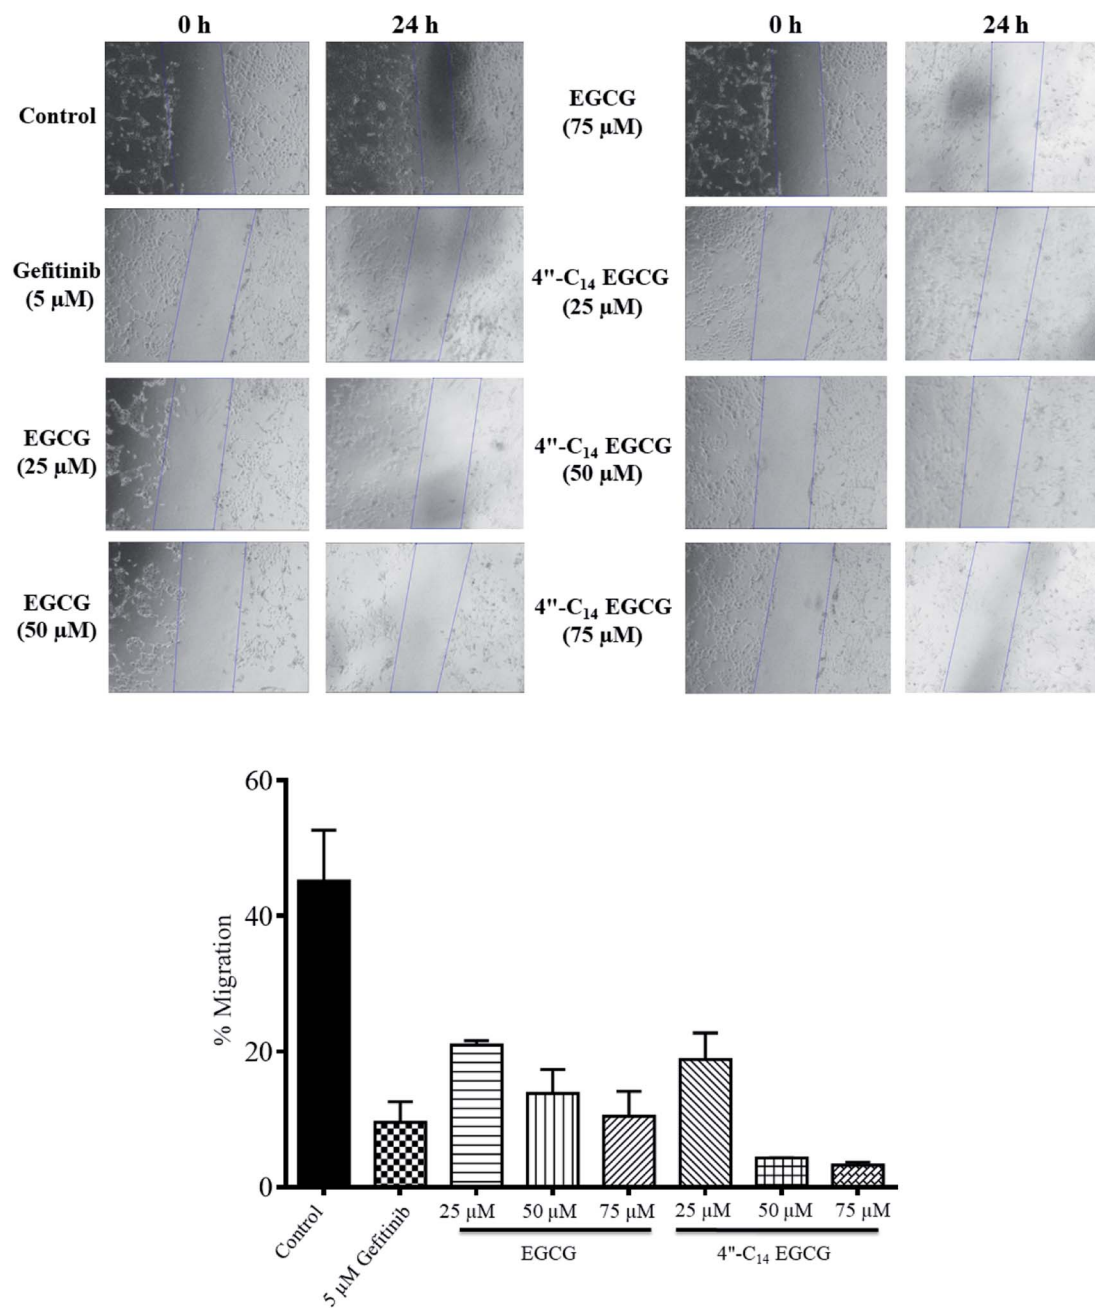 0 h 24 h 0 h 24 h
Control
EGCG
(75 µM)
Gefitinib
(5 µM)
4"-C₁₄ EGCG
(25 µM)
EGCG
(25 µM)
4"-C₁₄ EGCG
(50 µM)
EGCG
(50 µM)
4"-C₁₄ EGCG
(75 µM)
60
40
20
0
% Migration
Control
5 µM Gefitinib
25 µM 50 µM 75 µM 25 µM 50 µM 75 µM
EGCG 4"-C₁₄ EGCG